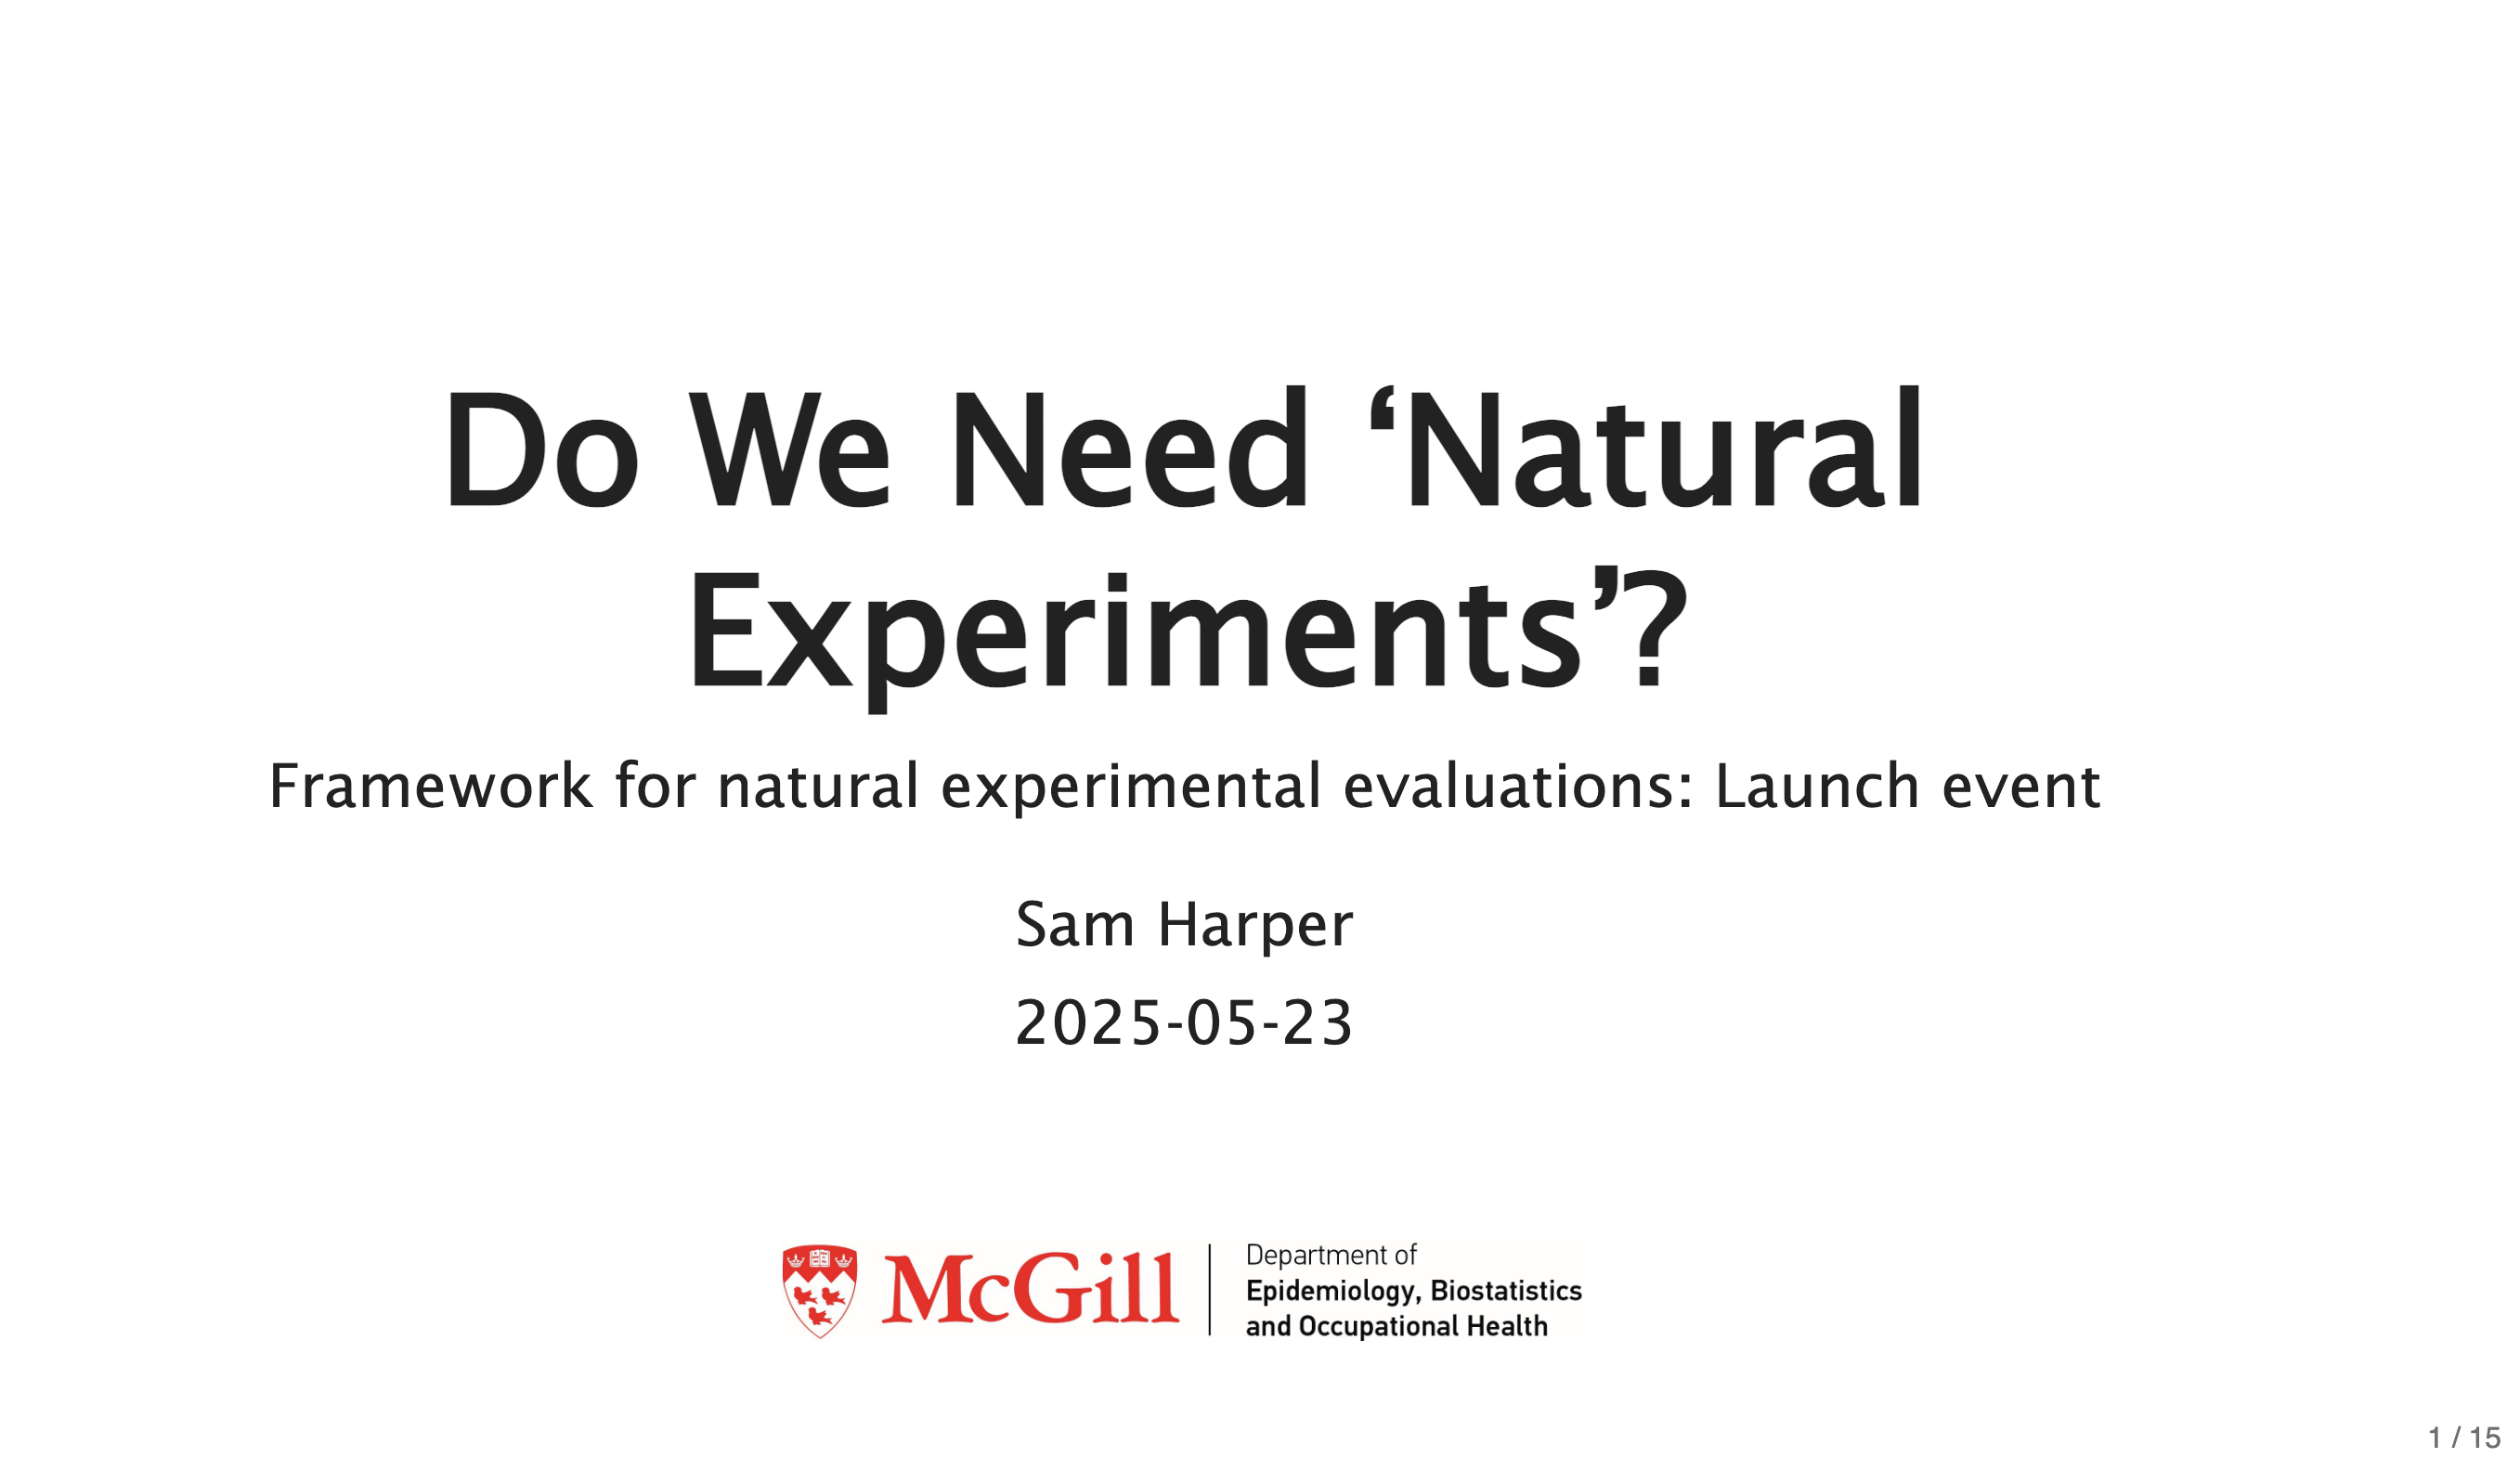 Do We Need ‘Natural
Experiments’?
Framework for natural experimental evaluations: Launch event
Sam Harper
2025-05-23
McGill
Department of
Epidemiology, Biostatistics
and Occupational Health
1 / 15